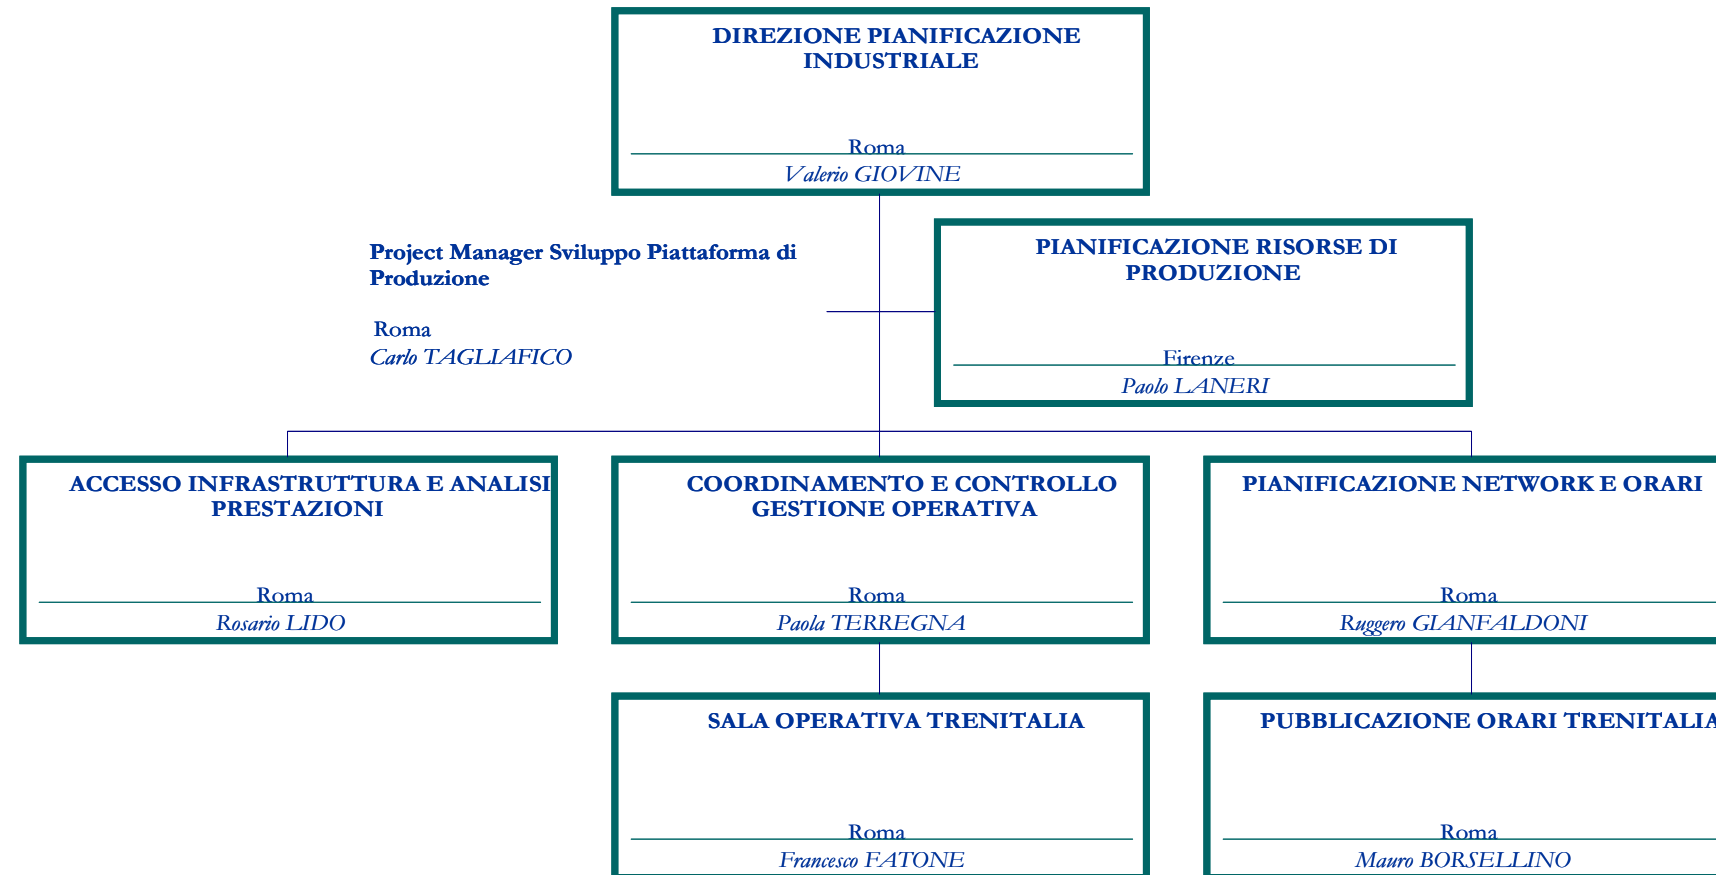 DIREZIONE PIANIFICAZIONE
INDUSTRIALE
Roma
Valerio GIOVINE
Project Manager Sviluppo Piattaforma di
Produzione
Roma
Carlo TAGLIAFICO
PIANIFICAZIONE RISORSE DI
PRODUZIONE
Firenze
Paolo LANERI
ACCESSO INFRASTRUTTURA E ANALISI
PRESTAZIONI
Roma
Rosario LIDO
COORDINAMENTO E CONTROLLO
GESTIONE OPERATIVA
Roma
Paola TERREGNA
PIANIFICAZIONE NETWORK E ORARI
Roma
Ruggero GIANFALDONI
SALA OPERATIVA TRENITALIA
Roma
Francesco FATONE
PUBBLICAZIONE ORARI TRENITALIA
Roma
Mauro BORSELLINO